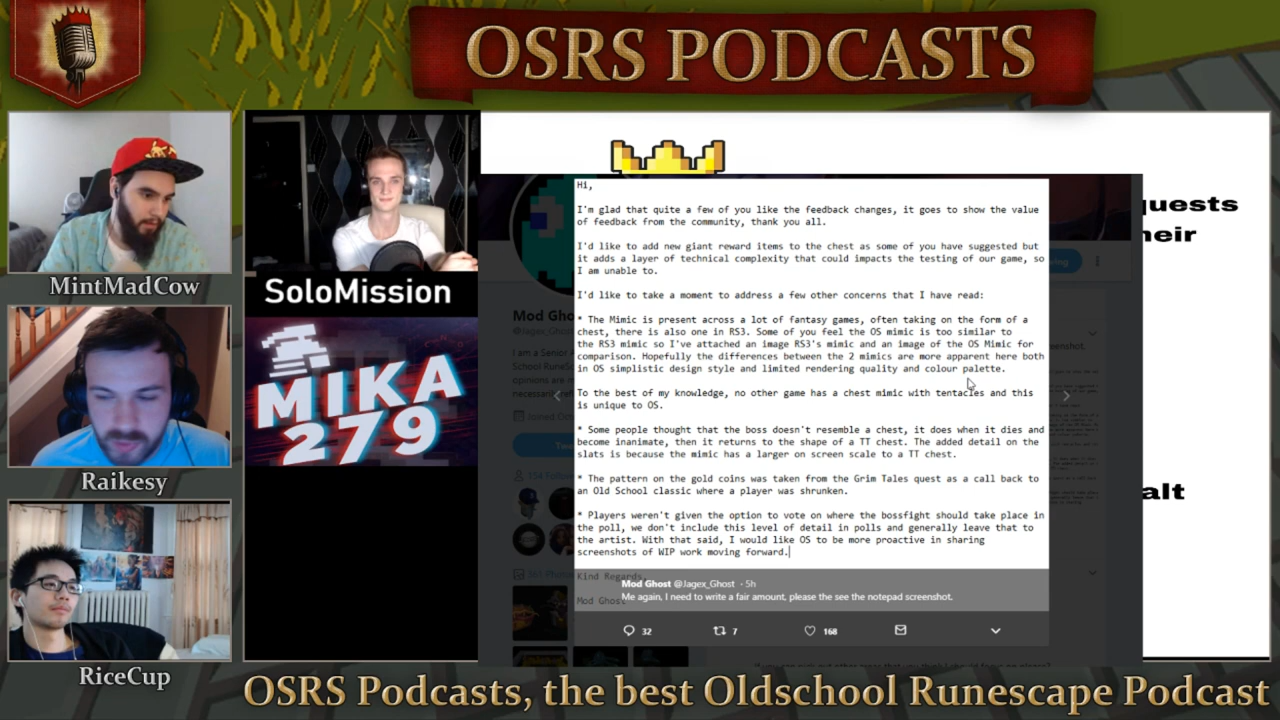 OSRS PODCASTS
MintMadCow
SoloMission
Raikesy
MIKA
279
RiceCup
quests
heir
alt
Hi,
I'm glad that quite a few of you like the feedback changes, it goes to show the value
of feedback from the community, thank you all.
I'd like to add new giant reward items to the chest as some of you have suggested but
it adds a layer of technical complexity that could impacts the testing of our game, so
I am unable to.
I'd like to take a moment to address a few other concerns that I have read:
* The Mimic is present across a lot of fantasy games, often taking on the form of a
chest, there is also one in RS3. Some of you feel the OS mimic is too similar to
the RS3 mimic so I've attached an image RS3's mimic and an image of the OS Mimic for
comparison. Hopefully the differences between the 2 mimics are more apparent here both
in OS simplistic design style and limited rendering quality and colour palette.
To the best of my knowledge, no other game has a chest mimic with tentacles and this
is unique to OS.
* Some people thought that the boss doesn't resemble a chest, it does when it dies and
become inanimate, then it returns to the shape of a TT chest. The added detail on the
slats is because the mimic has a larger on screen scale to a TT chest.
* The pattern on the gold coins was taken from the Grim Tales quest as a call back to
an Old School classic where a player was shrunken.
* Players weren't given the option to vote on where the bossfight should take place in
the poll, we don't include this level of detail in polls and generally leave that to
the artist. With that said, I would like OS to be more proactive in sharing
screenshots of WIP work moving forward.
Kind Regards
Mod Ghost
Mod Ghost @Jagex_Ghost · 5h
Me again, I need to write a fair amount, please the see the notepad screenshot.
32 7 168
Mod Gho
@Jagex_Ghos
I am a Senior A
School RuneSc
opinions are m
OSRS Podcasts, the best Oldschool Runescape Podcast